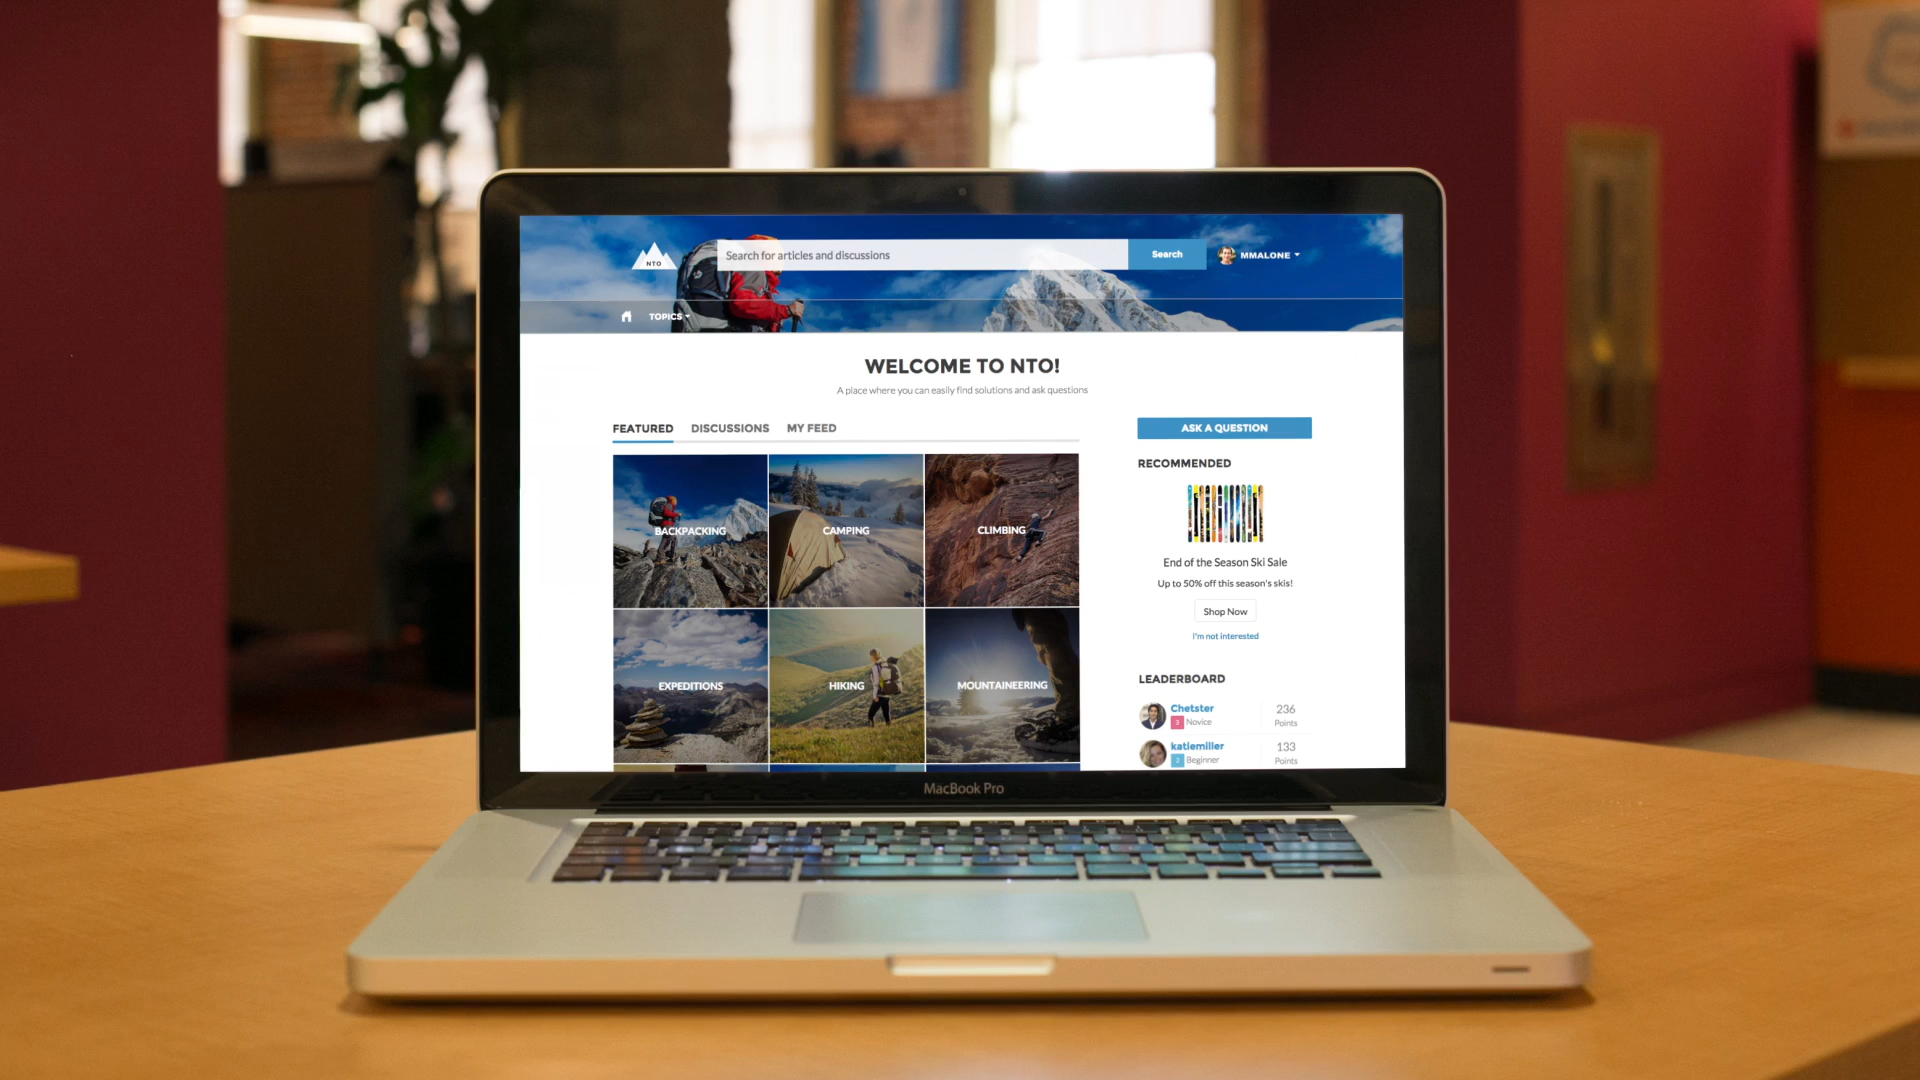 NTO
Search for articles and discussions
Search
MMALONE
TOPICS
WELCOME TO NTO!
A place where you can easily find solutions and ask questions
FEATURED DISCUSSIONS MY FEED
BACKPACKING
CAMPING
CLIMBING
EXPEDITIONS
HIKING
MOUNTAINEERING
ASK A QUESTION
RECOMMENDED
End of the Season Ski Sale
Up to 50% off this season's skis!
Shop Now
I'm not interested
LEADERBOARD
Chetster
3 Novice
236
Points
katiemiller
2 Beginner
133
Points
MacBook Pro